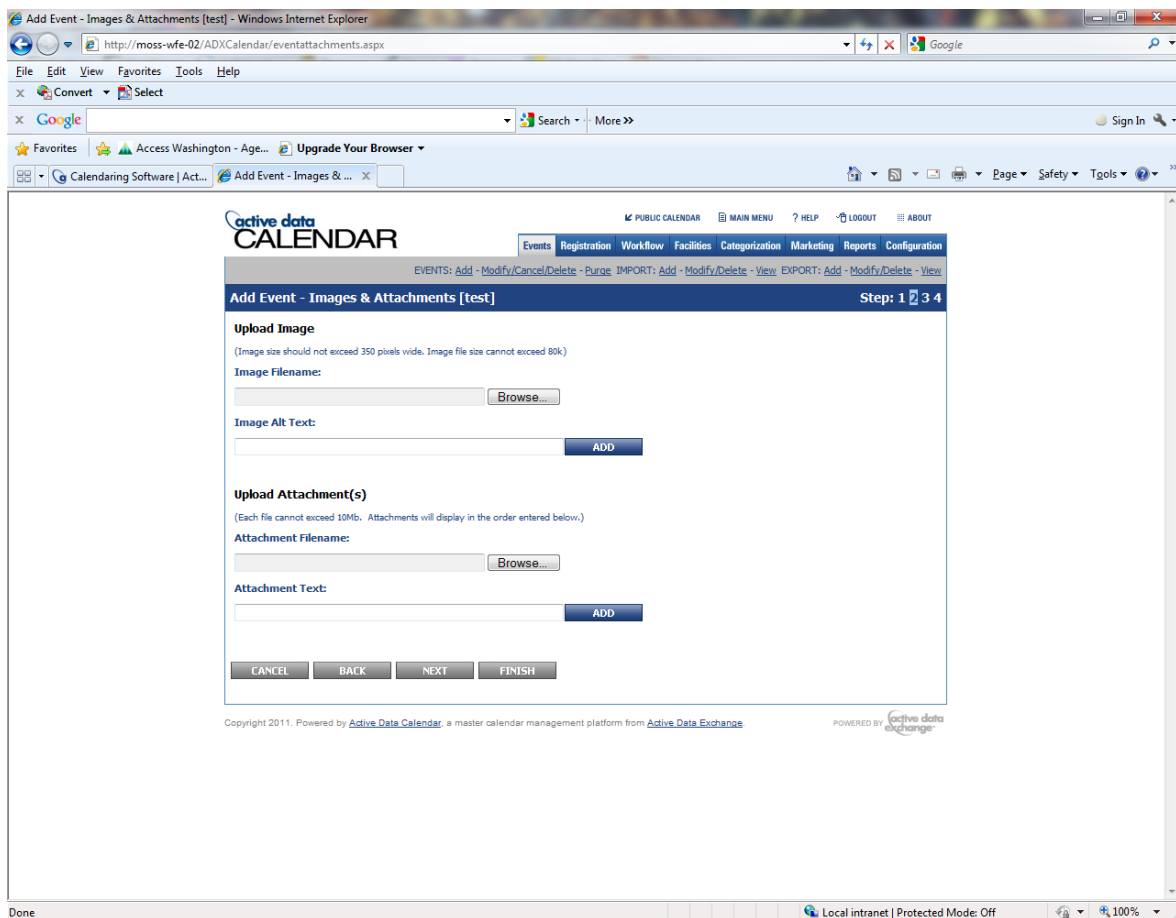 Add Event - Images & Attachments [test] - Windows Internet Explorer
http://moss-wfe-02/ADXCalendar/eventattachments.aspx
Google
File Edit View Favorites Tools Help
x Convert Select
x Google Search More >> Sign In
Favorites Access Washington - Age... Upgrade Your Browser
Calendaring Software | Act... Add Event - Images & ... X Page Safety Tools
active data
CALENDAR
PUBLIC CALENDAR MAIN MENU ? HELP LOGOUT ABOUT
Events Registration Workflow Facilities Categorization Marketing Reports Configuration
EVENTS: Add - Modify/Cancel/Delete - Purge IMPORT: Add - Modify/Delete - View EXPORT: Add - Modify/Delete - View
Add Event - Images & Attachments [test] Step: 1 2 3 4
Upload Image
(Image size should not exceed 350 pixels wide. Image file size cannot exceed 80k)
Image Filename:
Browse...
Image Alt Text:
ADD
Upload Attachment(s)
(Each file cannot exceed 10Mb. Attachments will display in the order entered below.)
Attachment Filename:
Browse...
Attachment Text:
ADD
CANCEL BACK NEXT FINISH
Copyright 2011. Powered by Active Data Calendar, a master calendar management platform from Active Data Exchange.
POWERED BY active data exchange
Done Local intranet | Protected Mode: Off 100%